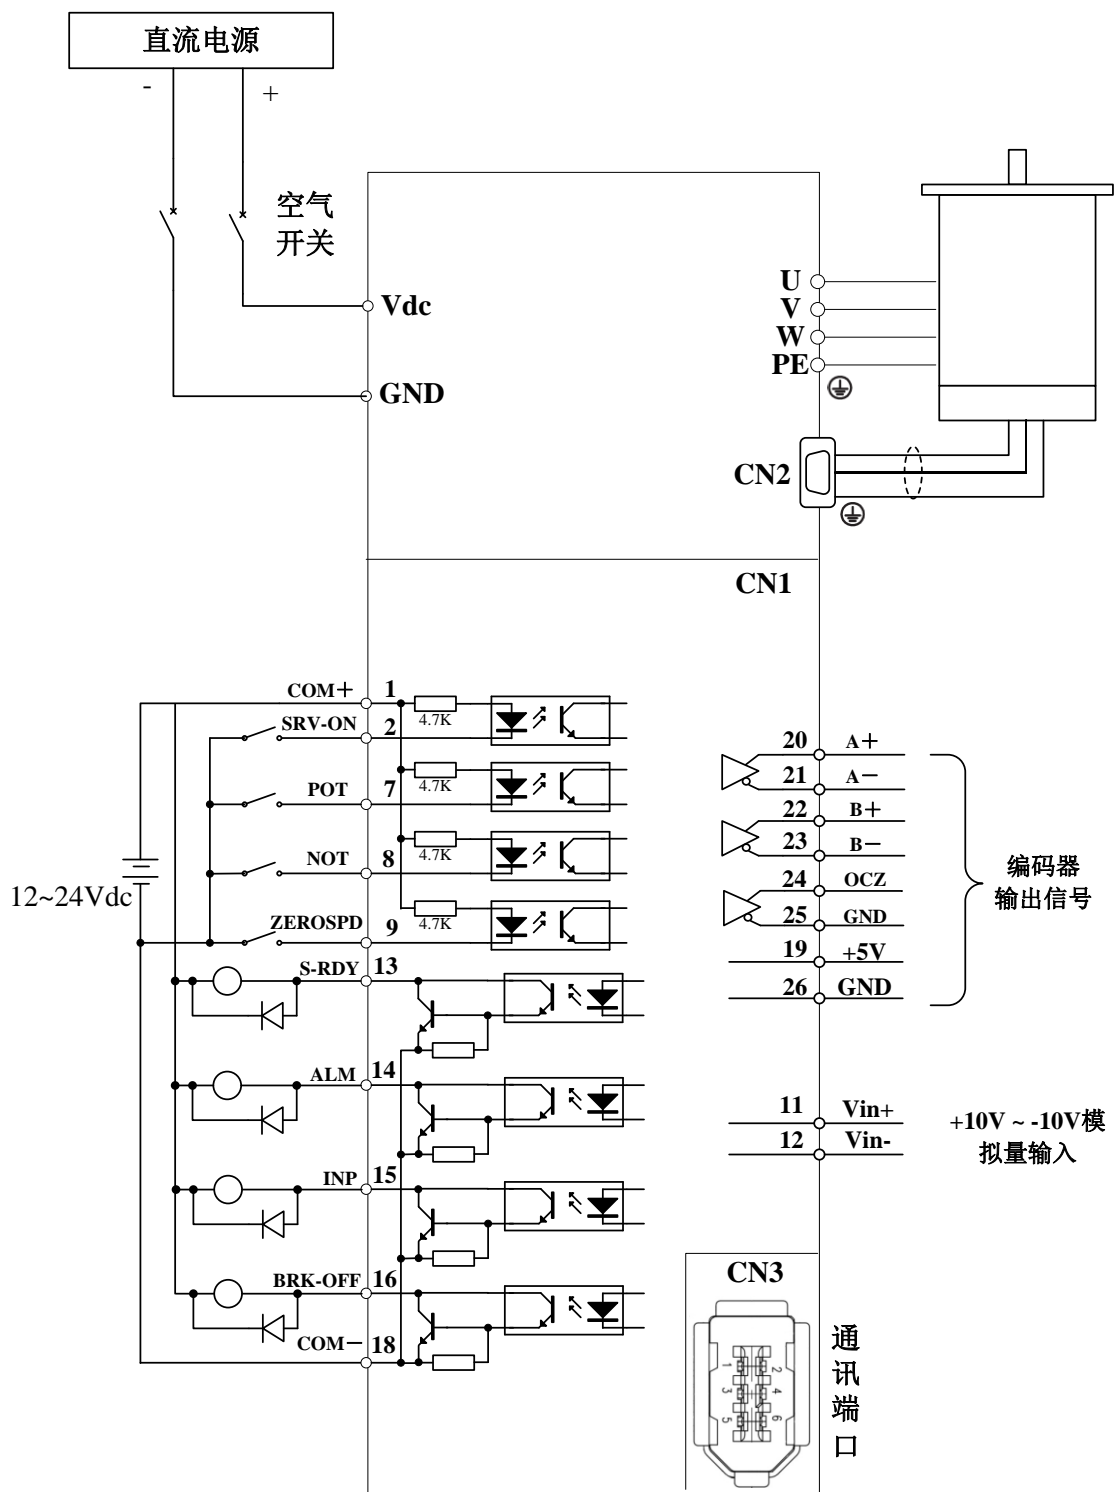 直流电源
-
+
空气
开关
Vdc
GND
U
V
W
PE
CN2
CN1
COM+ 1
4.7K
SRV-ON 2
POT 7
4.7K
NOT 8
4.7K
ZEROSPD 9
4.7K
12~24Vdc
S-RDY 13
ALM 14
INP 15
BRK-OFF 16
COM- 18
20 A+
21 A-
22 B+
23 B-
24 OCZ
25 GND
19 +5V
26 GND
编码器
输出信号
11 Vin+
12 Vin-
+10V ~ -10V模
拟量输入
CN3
1 2
3 4
5 6
通
讯
端
口